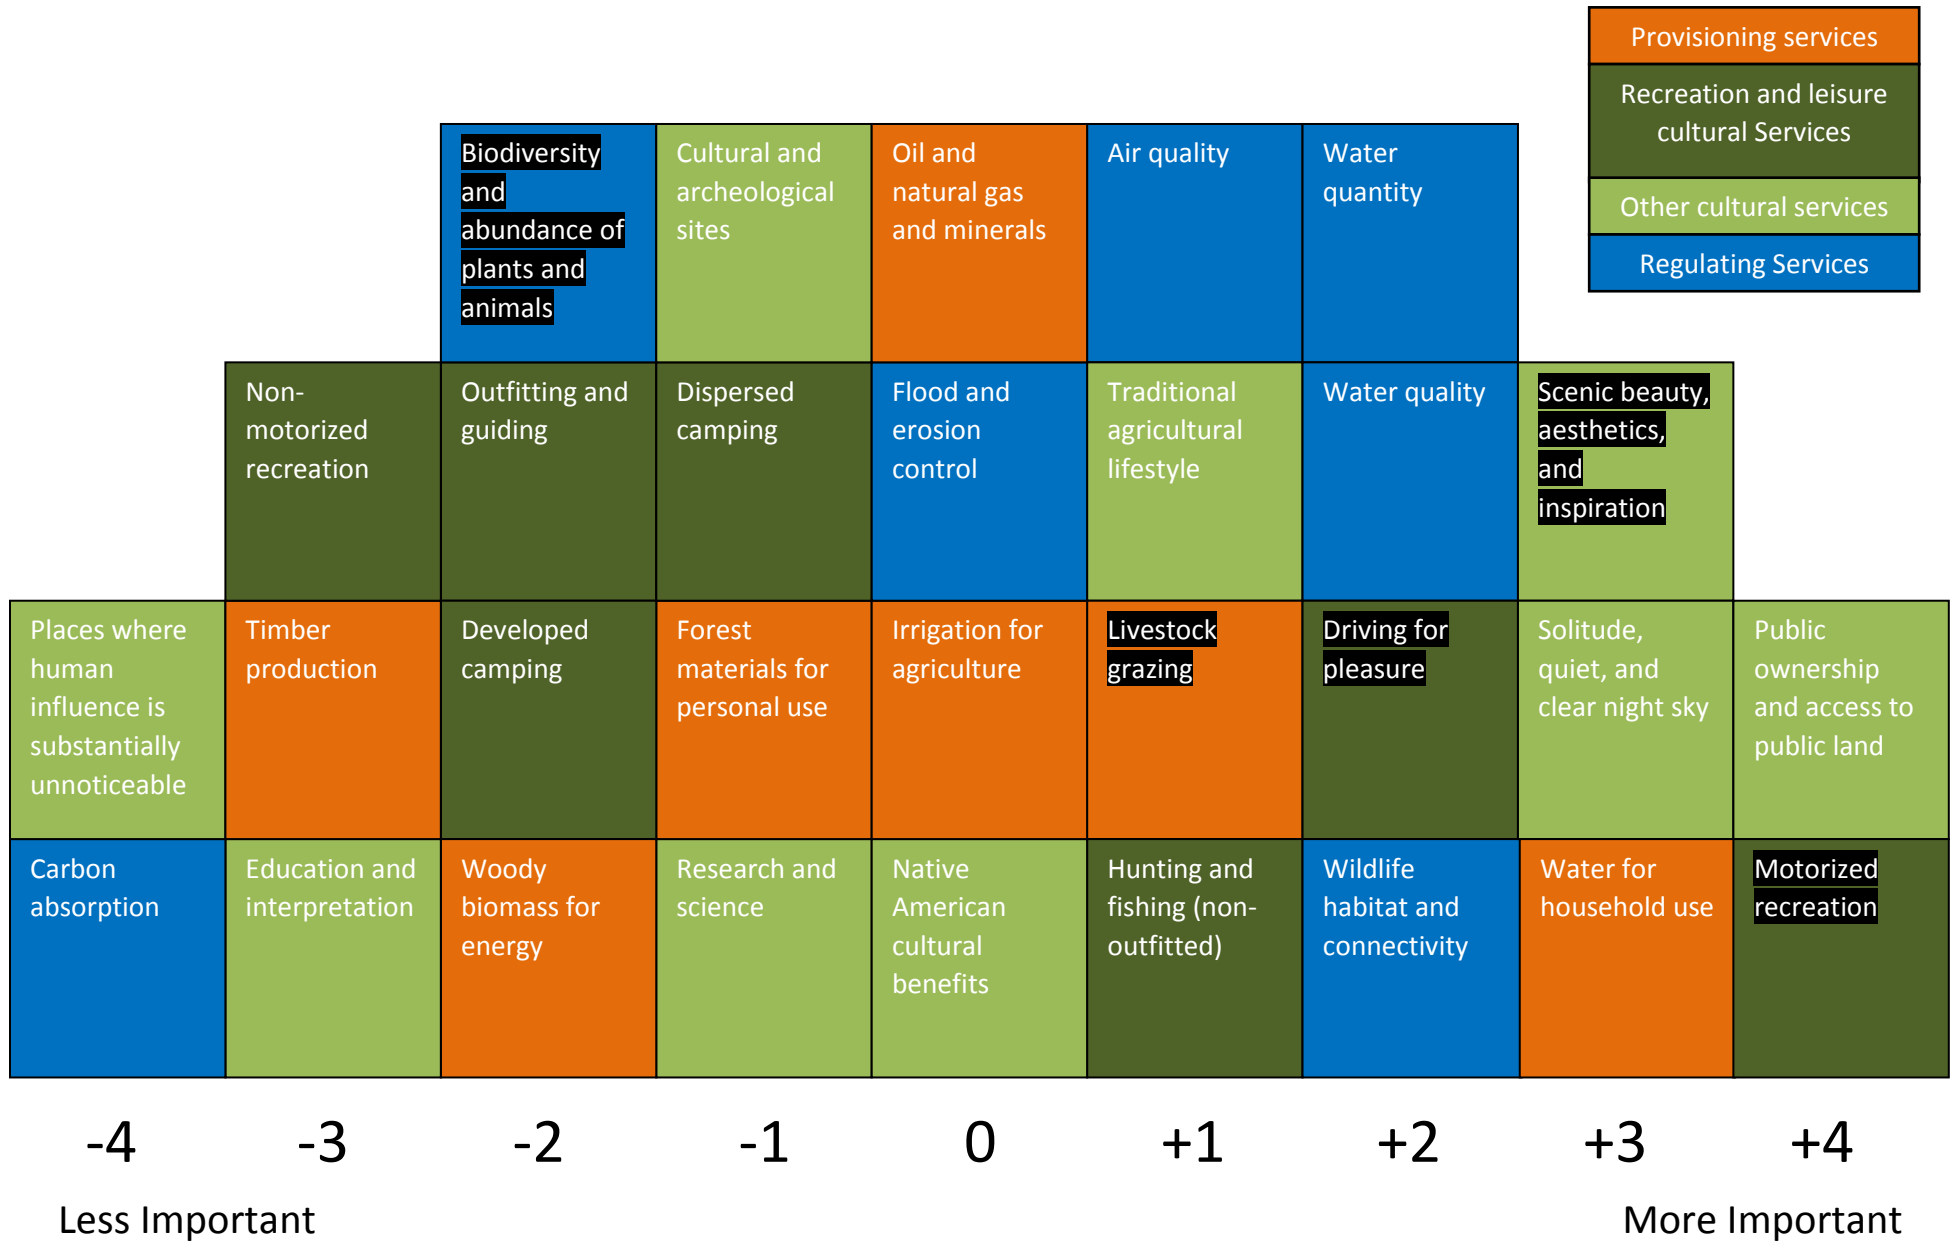 Provisioning services
Recreation and leisure
cultural Services
Other cultural services
Regulating Services
Biodiversity
and
abundance of
plants and
animals
Cultural and
archeological
sites
Oil and
natural gas
and minerals
Air quality
Water
quantity
Non-
motorized
recreation
Outfitting and
guiding
Dispersed
camping
Flood and
erosion
control
Traditional
agricultural
lifestyle
Water quality
Scenic beauty,
aesthetics,
and
inspiration
Places where
human
influence is
substantially
unnoticeable
Timber
production
Developed
camping
Forest
materials for
personal use
Irrigation for
agriculture
Livestock
grazing
Driving for
pleasure
Solitude,
quiet, and
clear night sky
Public
ownership
and access to
public land
Carbon
absorption
Education and
interpretation
Woody
biomass for
energy
Research and
science
Native
American
cultural
benefits
Hunting and
fishing (non-
outfitted)
Wildlife
habitat and
connectivity
Water for
household use
Motorized
recreation
-4 -3 -2 -1 0 +1 +2 +3 +4
Less Important More Important